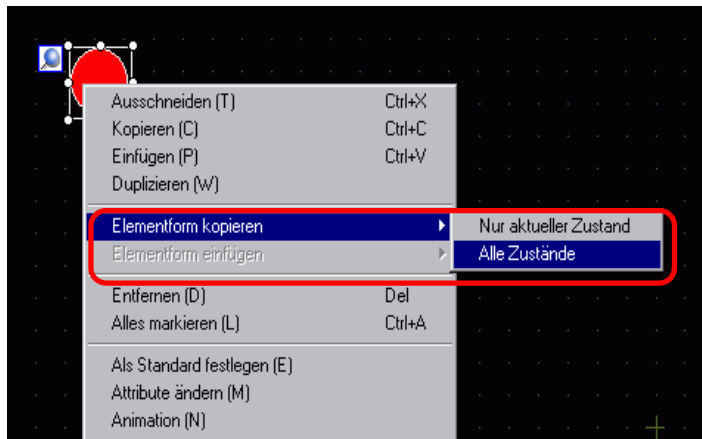 Ausschneiden (T) Ctrl+X
Kopieren (C) Ctrl+C
Einfügen (P) Ctrl+V
Duplizieren (W)
Elementform kopieren
Nur aktueller Zustand
Elementform einfügen
Alle Zustände
Entfernen (D) Del
Alles markieren (L) Ctrl+A
Als Standard festlegen (E)
Attribute ändern (M)
Animation (N)